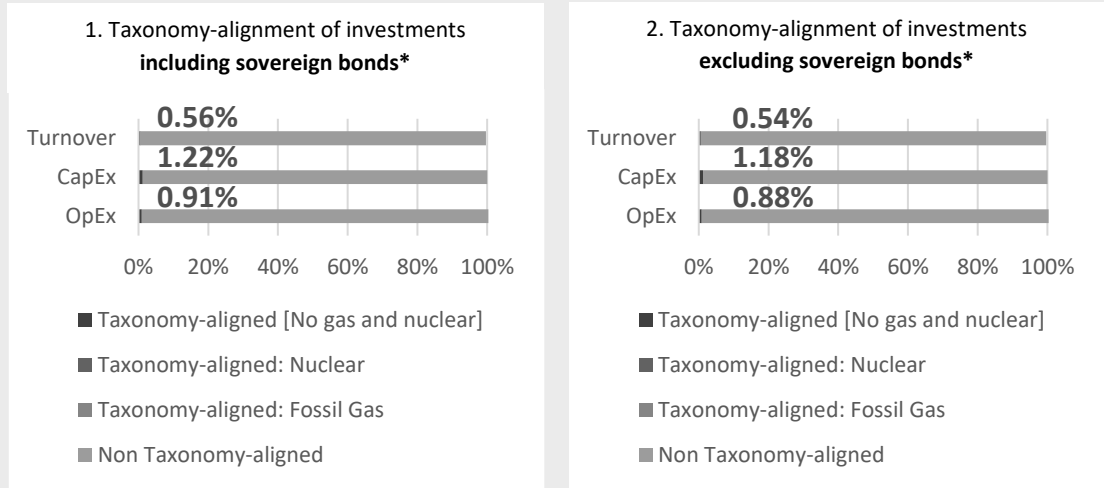 1. Taxonomy-alignment of investments
including sovereign bonds*
Turnover 0.56%
CapEx 1.22%
OpEx 0.91%
0% 20% 40% 60% 80% 100%
Taxonomy-aligned [No gas and nuclear]
Taxonomy-aligned: Nuclear
Taxonomy-aligned: Fossil Gas
Non Taxonomy-aligned
2. Taxonomy-alignment of investments
excluding sovereign bonds*
Turnover 0.54%
CapEx 1.18%
OpEx 0.88%
0% 20% 40% 60% 80% 100%
Taxonomy-aligned [No gas and nuclear]
Taxonomy-aligned: Nuclear
Taxonomy-aligned: Fossil Gas
Non Taxonomy-aligned